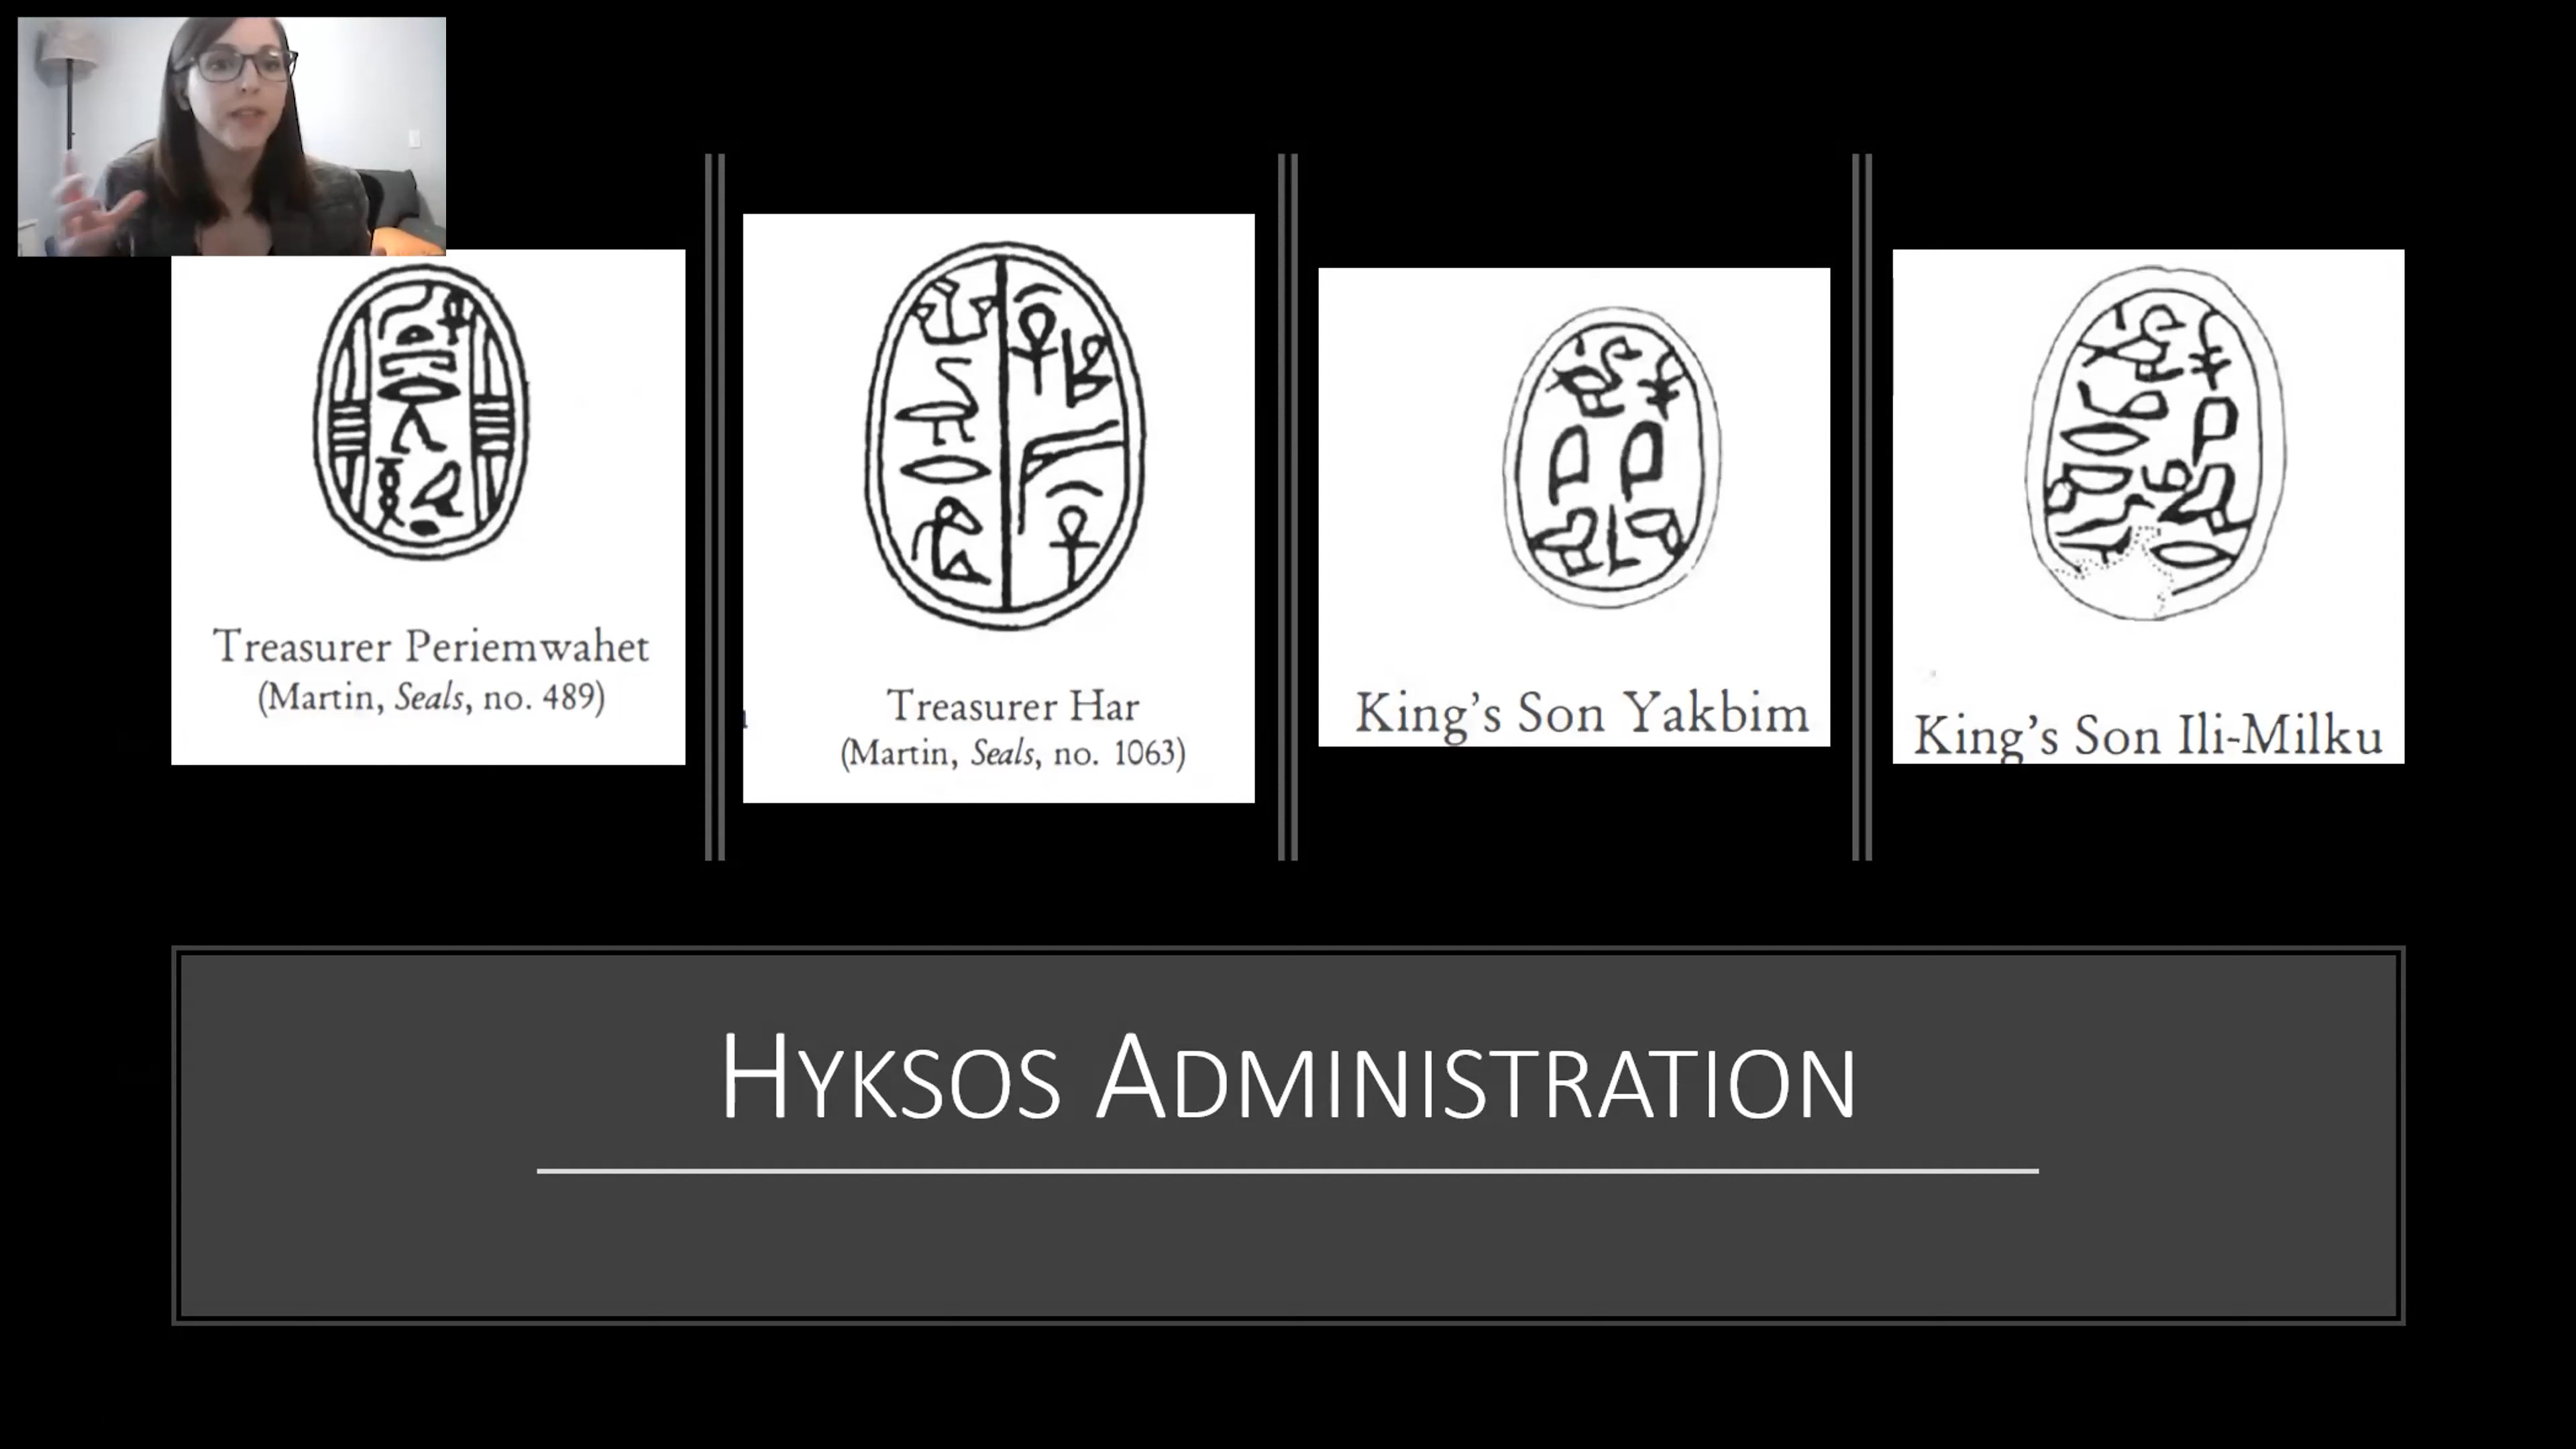 Treasurer Periemwahet
(Martin, Seals, no. 489)
Treasurer Har
(Martin, Seals, no. 1063)
King's Son Yakbim
King's Son Ili-Milku
HYKSOS ADMINISTRATION